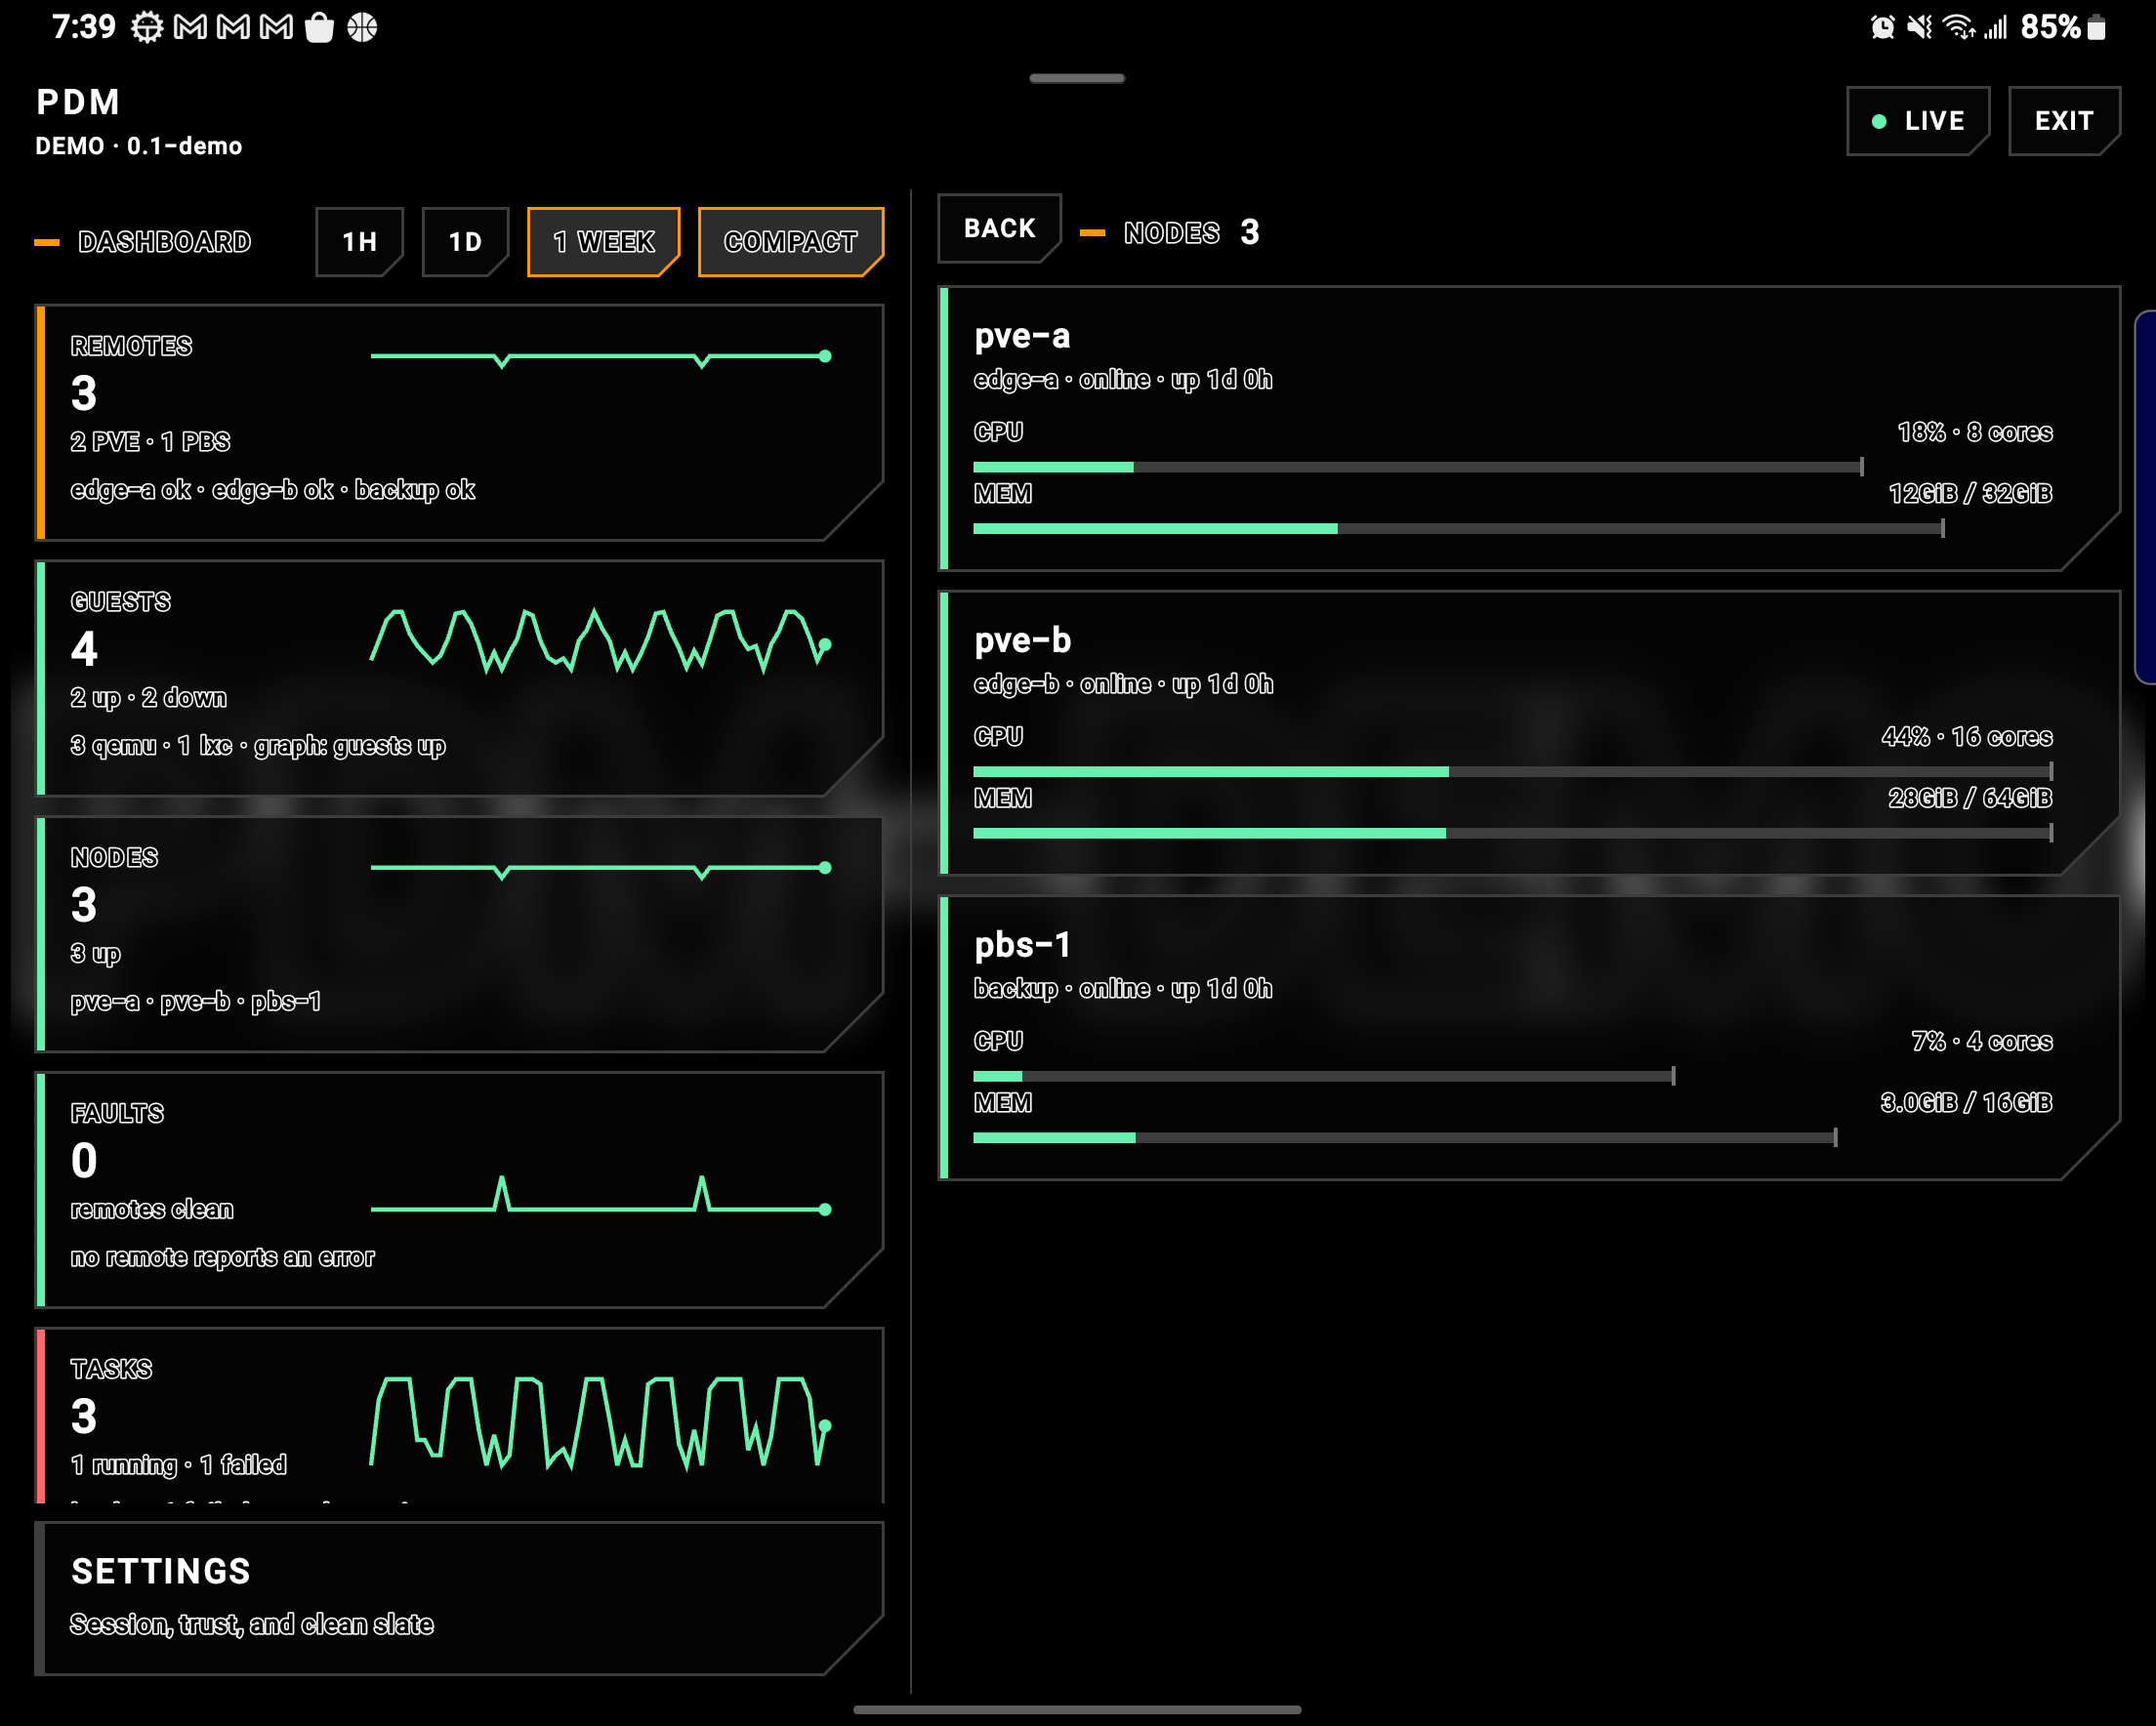 7:39 85%
PDM
DEMO · 0.1-demo
LIVE
EXIT
DASHBOARD
1H
1D
1 WEEK
COMPACT
REMOTES
3
2 PVE · 1 PBS
edge-a ok · edge-b ok · backup ok
GUESTS
4
2 up · 2 down
3 qemu · 1 lxc · graph: guests up
NODES
3
3 up
pve-a · pve-b · pbs-1
FAULTS
0
remotes clean
no remote reports an error
TASKS
3
1 running · 1 failed
SETTINGS
Session, trust, and clean slate
BACK
NODES 3
pve-a
edge-a · online · up 1d 0h
CPU 18% · 8 cores
MEM 12GiB / 32GiB
pve-b
edge-b · online · up 1d 0h
CPU 44% · 16 cores
MEM 28GiB / 64GiB
pbs-1
backup · online · up 1d 0h
CPU 7% · 4 cores
MEM 3.0GiB / 16GiB